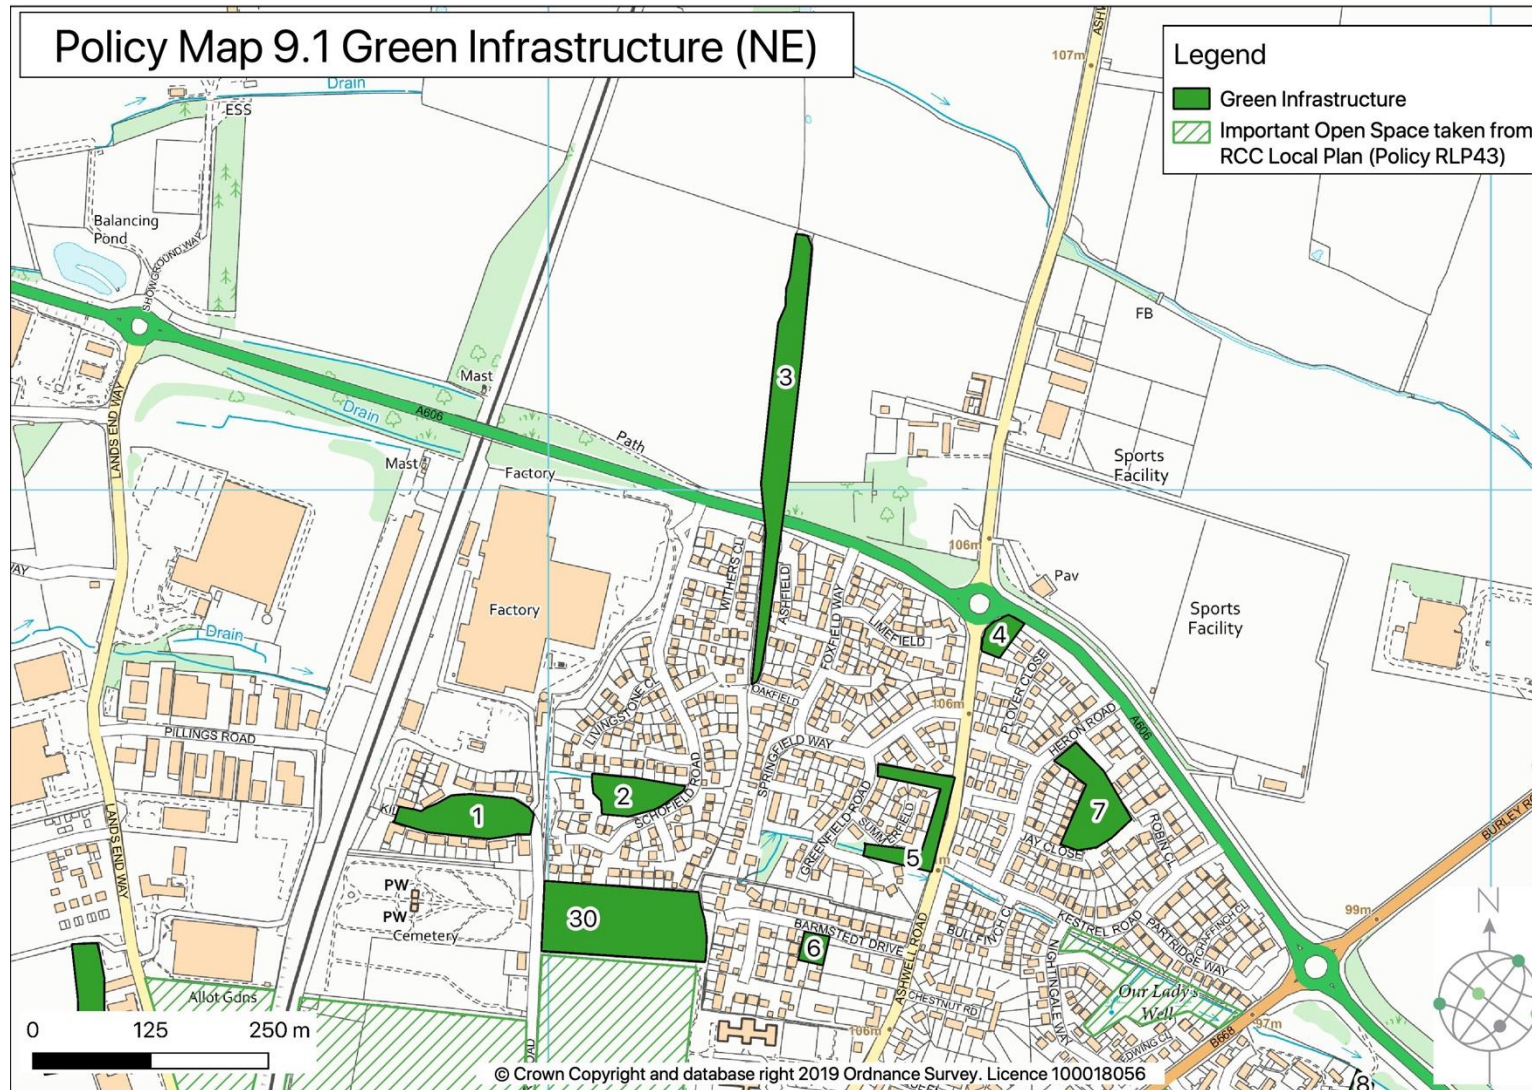 Policy Map 9.1 Green Infrastructure (NE)
Legend
Green Infrastructure
Important Open Space taken from
RCC Local Plan (Policy RLP43)
107m
Drain
ESS
Balancing
Pond
SHOWGROUND WAY
FB
3
Mast
A606
Drain
Path
LANDS END WAY
Mast
Factory
Sports
Facility
106m
WITHERS CL
ASHFIELD
Pav
Factory
FOXFIELD WAY
LIMEFIELD
4
Sports
Facility
Drain
PLOVER CLOSE
LIVINGSTONE CL
OAKFIELD
106m
HERON ROAD
A606
PILLINGS ROAD
SPRINGFIELD WAY
1
2
SCHOFIELD ROAD
GREENFIELD ROAD
7
ROBIN CL
JAY CLOSE
5
BURLEY
LANDS END WAY
PW
PW
Cemetery
30
BARMSTEDT DRIVE
6
BULLFINCH CL
KESTREL ROAD
PARTRIDGE WAY
CHAFFINCH CL
99m
N
ASHWELL ROAD
NIGHTINGALE WAY
Allot Gdns
CHESTNUT RD
Our Lady's
Well
97m
B668
106m
0 125 250 m
© Crown Copyright and database right 2019 Ordnance Survey. Licence 100018056